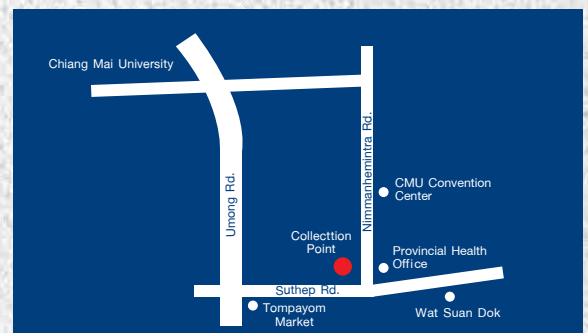 Chiang Mai University
Umong Rd.
Nimmanhemintra Rd.
CMU Convention
Center
Collecttion
Point
Provincial Health
Office
Suthep Rd.
Tompayom
Market
Wat Suan Dok